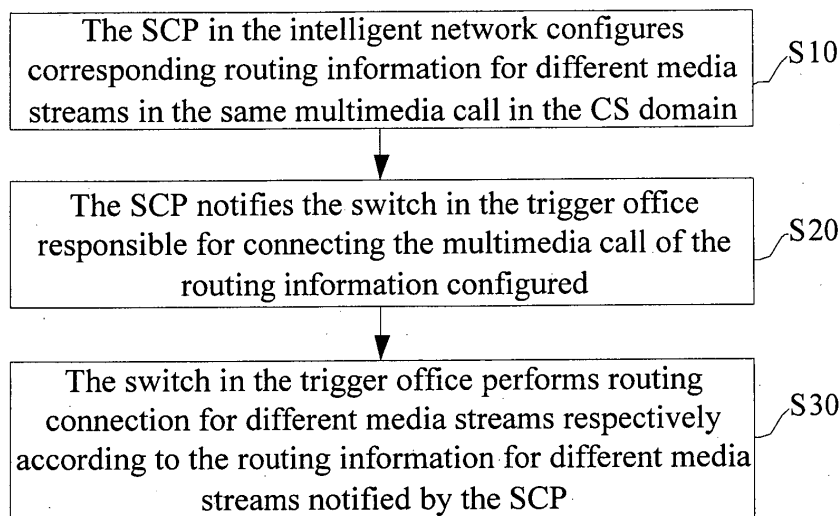 The SCP in the intelligent network configures
corresponding routing information for different media
streams in the same multimedia call in the CS domain
S10
The SCP notifies the switch in the trigger office
responsible for connecting the multimedia call of the
routing information configured
S20
The switch in the trigger office performs routing
connection for different media streams respectively
according to the routing information for different media
streams notified by the SCP
S30